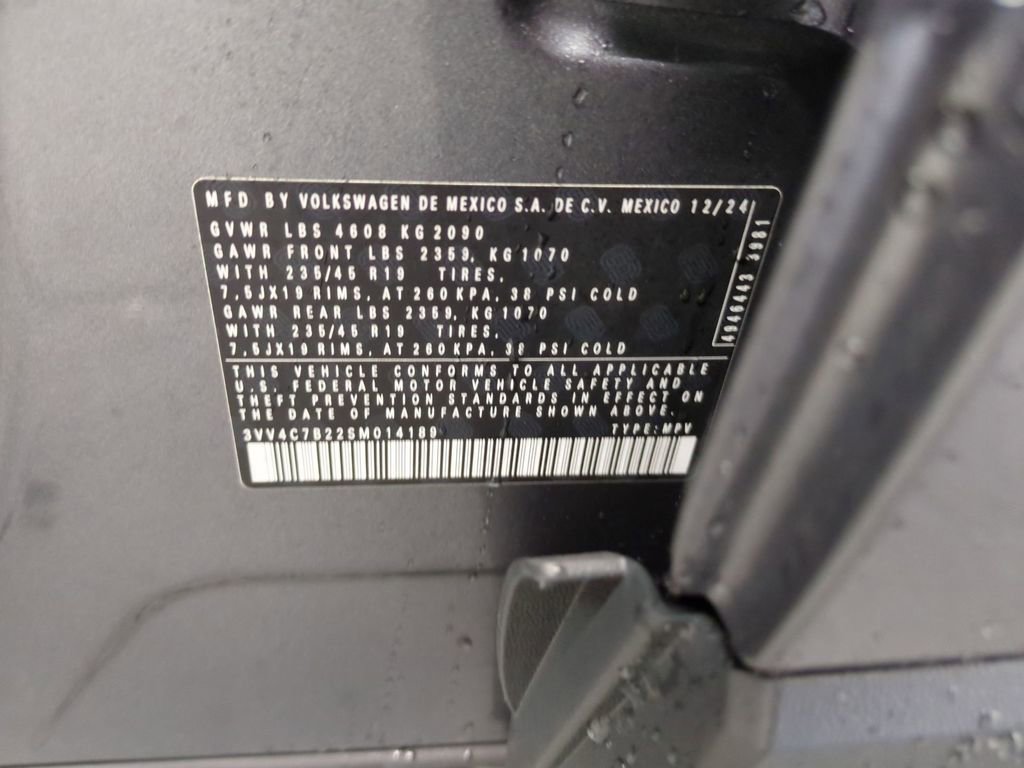 MFD BY VOLKSWAGEN DE MEXICO S.A. DE C.V. MEXICO 12/24
GVWR LBS 4608 KG 2090
GAWR FRONT LBS 2359, KG 1070
WITH 235/45 R19 TIRES,
7,5JX19 RIMS, AT 260 KPA, 38 PSI COLD
GAWR REAR LBS 2359, KG 1070
WITH 235/45 R19 TIRES,
7,5JX19 RIMS, AT 260 KPA, 38 PSI COLD
THIS VEHICLE CONFORMS TO ALL APPLICABLE
U.S. FEDERAL MOTOR VEHICLE SAFETY AND
THEFT PREVENTION STANDARDS IN EFFECT ON
THE DATE OF MANUFACTURE SHOWN ABOVE.
3VV4C7B22SM014189 TYPE: MPV
4946443 3981